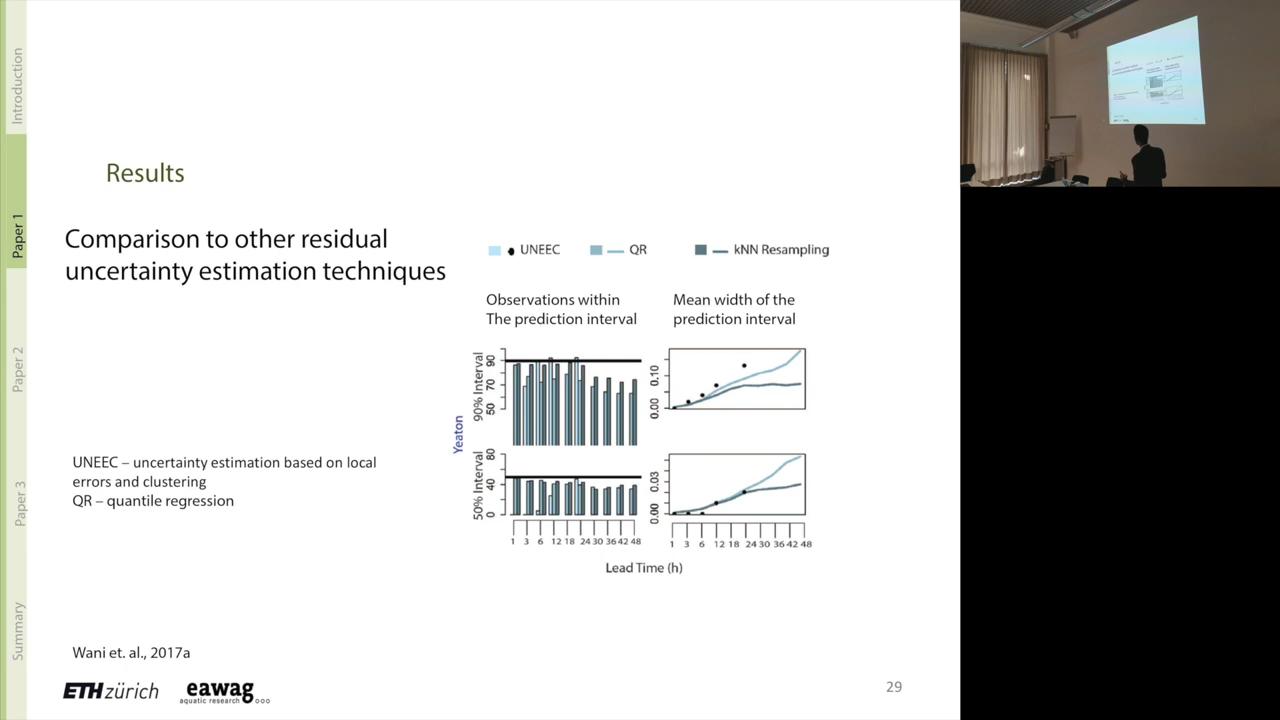 Introduction
Paper 1
Paper 2
Paper 3
Summary
Results
Comparison to other residual
uncertainty estimation techniques
UNEEC – uncertainty estimation based on local
errors and clustering
QR – quantile regression
UNEEC QR kNN Resampling
Observations within
The prediction interval
Mean width of the
prediction interval
Yeaton
90% Interval
90
70
50
0.10
0.00
50% Interval
80
40
0
0.03
0.00
1 3 6 12 18 24 30 36 42 48
1 3 6 12 18 24 30 36 42 48
Lead Time (h)
Wani et. al., 2017a
ETH zürich
eawag
aquatic research
29